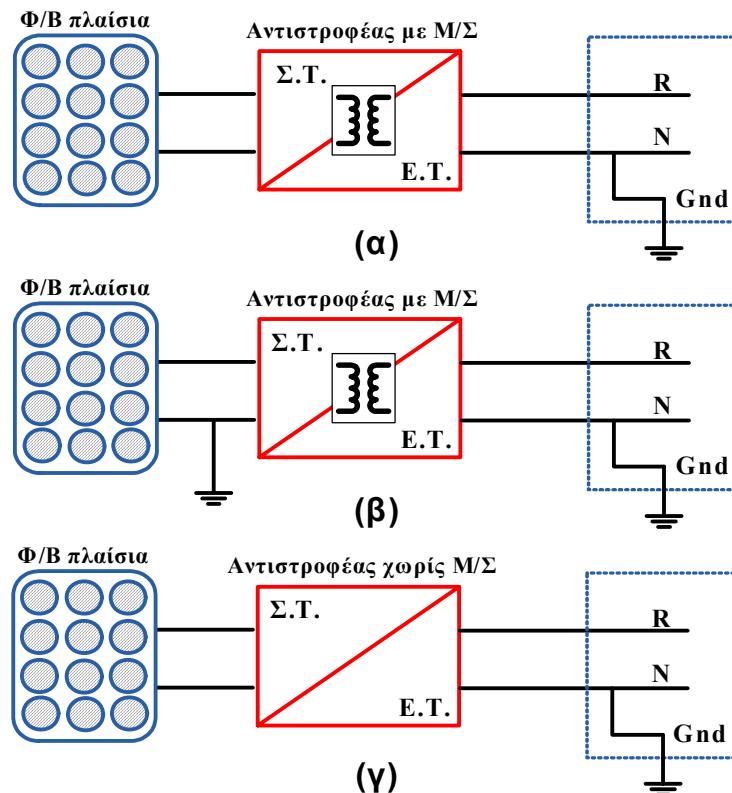 Φ/Β πλαίσια
Αντιστροφέας με Μ/Σ
Σ.Τ.
Ε.Τ.
R
N
Gnd
(α)
Φ/Β πλαίσια
Αντιστροφέας με Μ/Σ
Σ.Τ.
Ε.Τ.
R
N
Gnd
(β)
Φ/Β πλαίσια
Αντιστροφέας χωρίς Μ/Σ
Σ.Τ.
Ε.Τ.
R
N
Gnd
(γ)